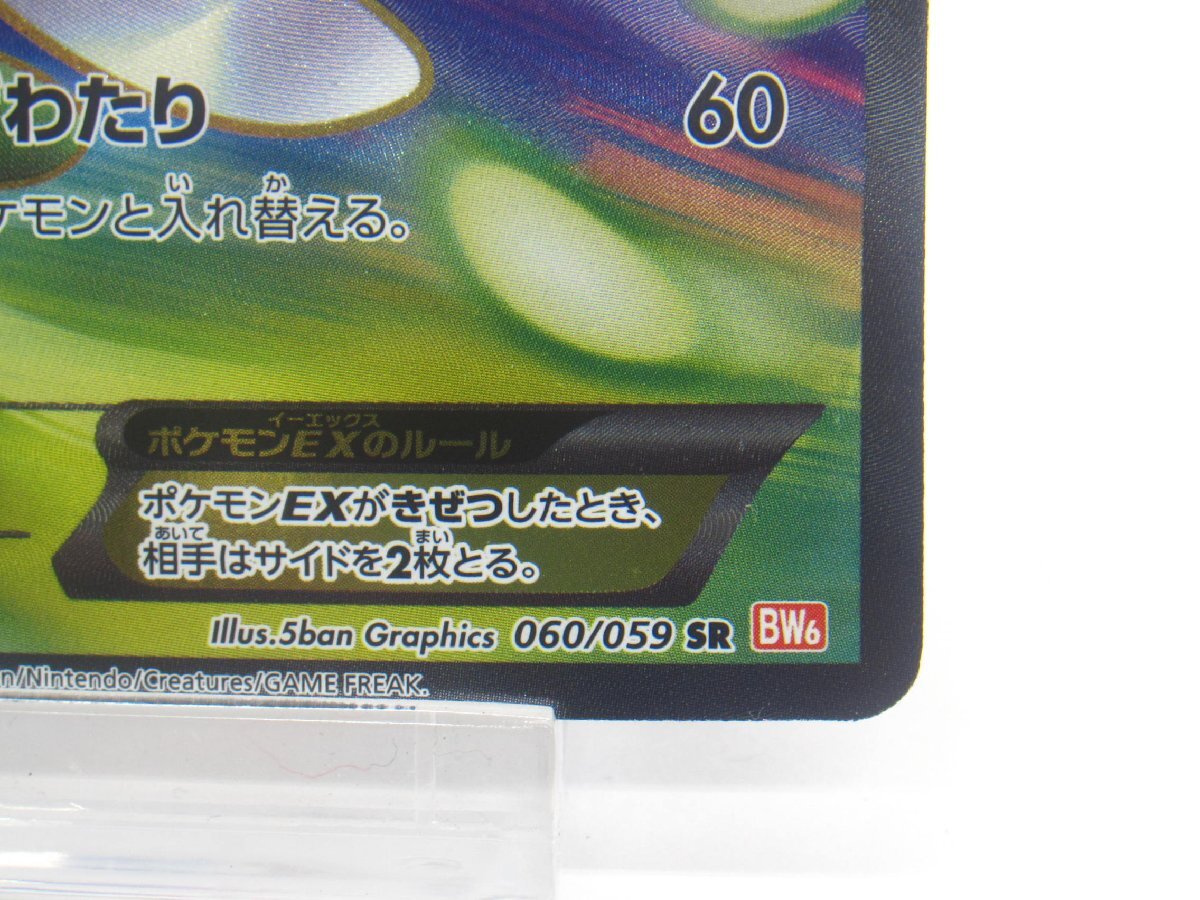 わたり 60
ケモンと入れ替える。
ポケモンEXのルール
ポケモンEXがきぜつしたとき、
相手はサイドを2枚とる。
Illus.5ban Graphics 060/059 SR BW6
n/Nintendo/Creatures/GAME FREAK.